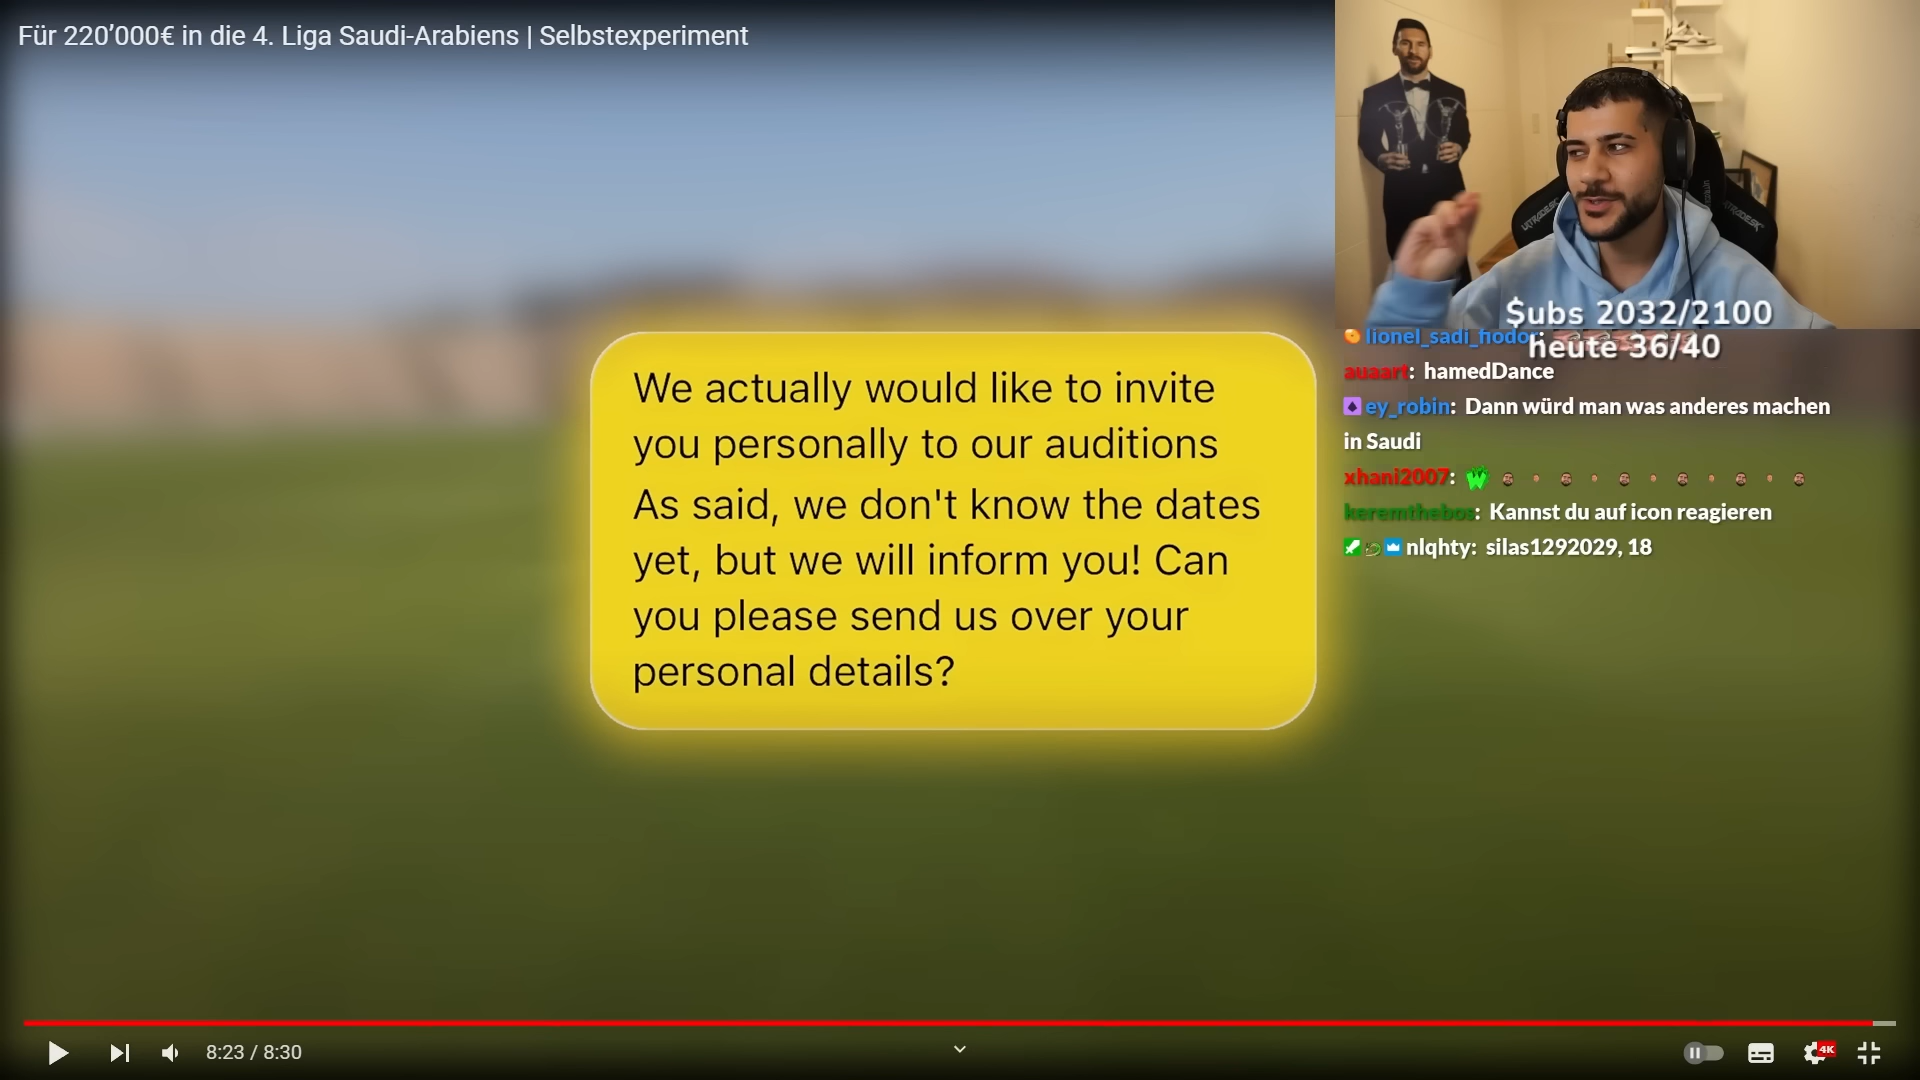 Für 220’000€ in die 4. Liga Saudi-Arabiens | Selbstexperiment
We actually would like to invite
you personally to our auditions
As said, we don't know the dates
yet, but we will inform you! Can
you please send us over your
personal details?
$ubs 2032/2100
heute 36/40
lionel_sadi_fiodor:
auaart: hamedDance
ey_robin: Dann würd man was anderes machen
in Saudi
xhani2007:
keremthebos: Kannst du auf icon reagieren
nlqhty: silas1292029, 18
8:23 / 8:30
4K